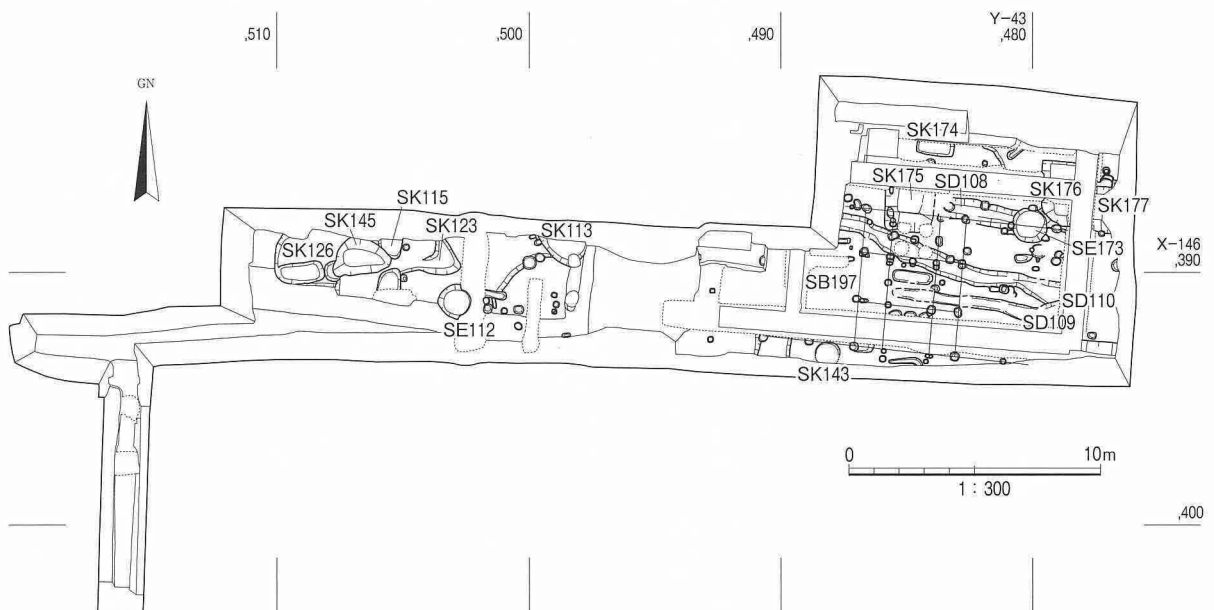 ,510
,500
,490
Y-43
,480
GN
SK174
SK175
SD108
SK176
SK177
SK115
SK145
SK123
SK113
SK126
SE173
X-146
,390
SB197
SD110
SD109
SE112
SK143
0
10m
1：300
,400